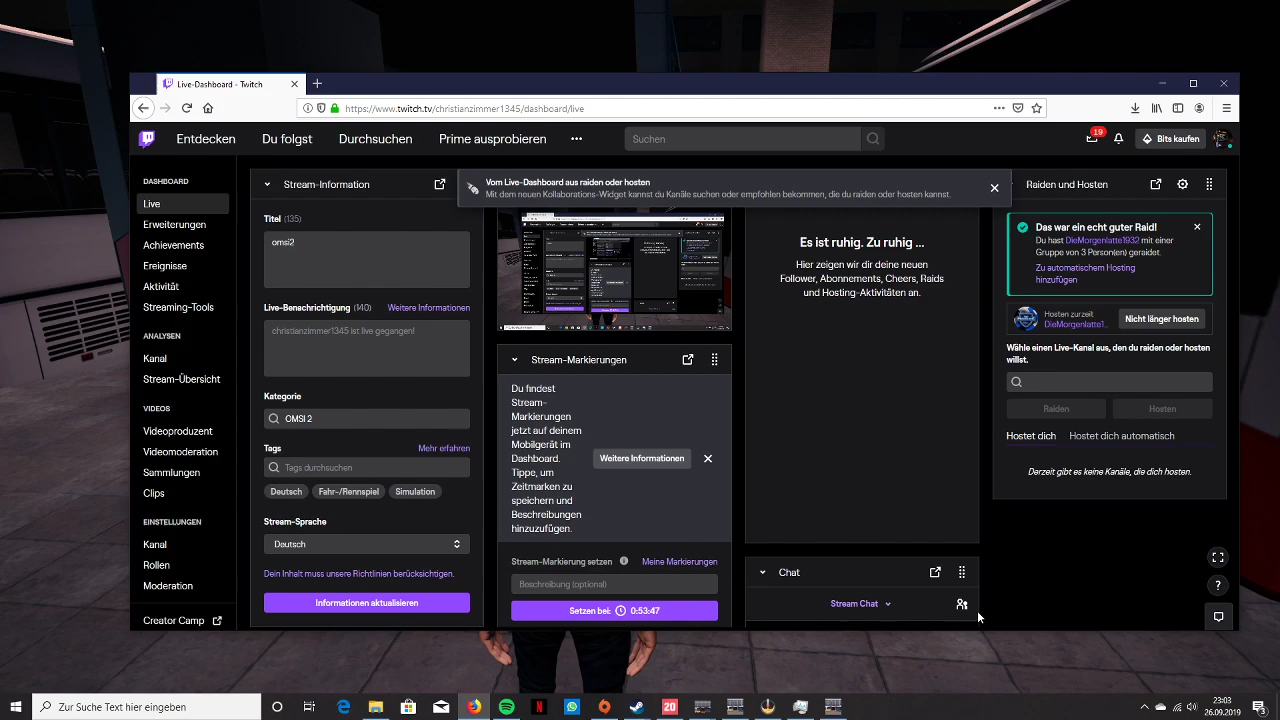 Live-Dashboard - Twitch
https://www.twitch.tv/christianzimmer1345/dashboard/live
Entdecken
Du folgst
Durchsuchen
Prime ausprobieren
Suchen
19
Bits kaufen
DASHBOARD
Live
Erweiterungen
Achievements
Ereignisse
Aktivität
Streaming-Tools
ANALYSEN
Kanal
Stream-Übersicht
VIDEOS
Videoproduzent
Videomoderation
Sammlungen
Clips
EINSTELLUNGEN
Kanal
Rollen
Moderation
Creator Camp
Stream-Information
Titel (135)
omsi2
Live-Benachrichtigung (140)
Weitere Informationen
christianzimmer1345 ist live gegangen!
Kategorie
OMSI 2
Tags
Mehr erfahren
Tags durchsuchen
Deutsch
Fahr-/Rennspiel
Simulation
Stream-Sprache
Deutsch
Dein Inhalt muss unsere Richtlinien berücksichtigen.
Informationen aktualisieren
Vom Live-Dashboard aus raiden oder hosten
Mit dem neuen Kollaborations-Widget kannst du Kanäle suchen oder empfohlen bekommen, die du raiden oder hosten kannst.
Stream-Markierungen
Du findest
Stream-
Markierungen
jetzt auf deinem
Mobilgerät im
Dashboard.
Tippe, um
Zeitmarken zu
speichern und
Beschreibungen
hinzuzufügen.
Weitere Informationen
Stream-Markierung setzen
Meine Markierungen
Beschreibung (optional)
Setzen bei: 0:53:47
Es ist ruhig. Zu ruhig ...
Hier zeigen wir dir deine neuen
Follower, Abonnements, Cheers, Raids
und Hosting-Aktivitäten an.
Chat
Stream Chat
Raiden und Hosten
Das war ein echt guter Raid!
Du hast DieMorgenlatte1932 mit einer
Gruppe von 3 Person(en) geraidet.
Zu automatischem Hosting
hinzufügen
Hosten zurzeit
DieMorgenlatte1...
Nicht länger hosten
Wähle einen Live-Kanal aus, den du raiden oder hosten
willst.
Raiden
Hosten
Hostet dich
Hostet dich automatisch
Derzeit gibt es keine Kanäle, die dich hosten.
?
Zur Suche Text hier eingeben
20
23:03
26.09.2019